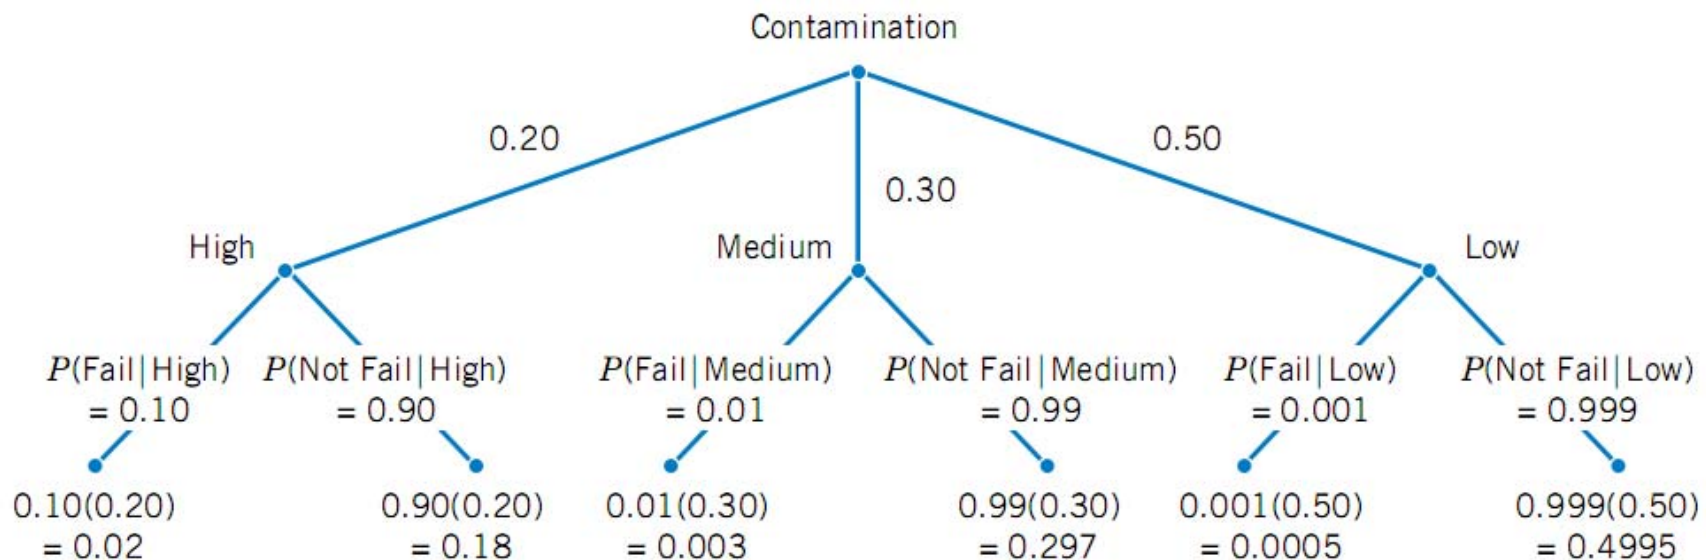 Contamination
0.20
0.50
0.30
High
Medium
Low
P(Fail|High) P(Not Fail|High) P(Fail|Medium) P(Not Fail|Medium) P(Fail|Low) P(Not Fail|Low)
= 0.10 = 0.90 = 0.01 = 0.99 = 0.001 = 0.999
0.10(0.20) 0.90(0.20) 0.01(0.30) 0.99(0.30) 0.001(0.50) 0.999(0.50)
= 0.02 = 0.18 = 0.003 = 0.297 = 0.0005 = 0.4995